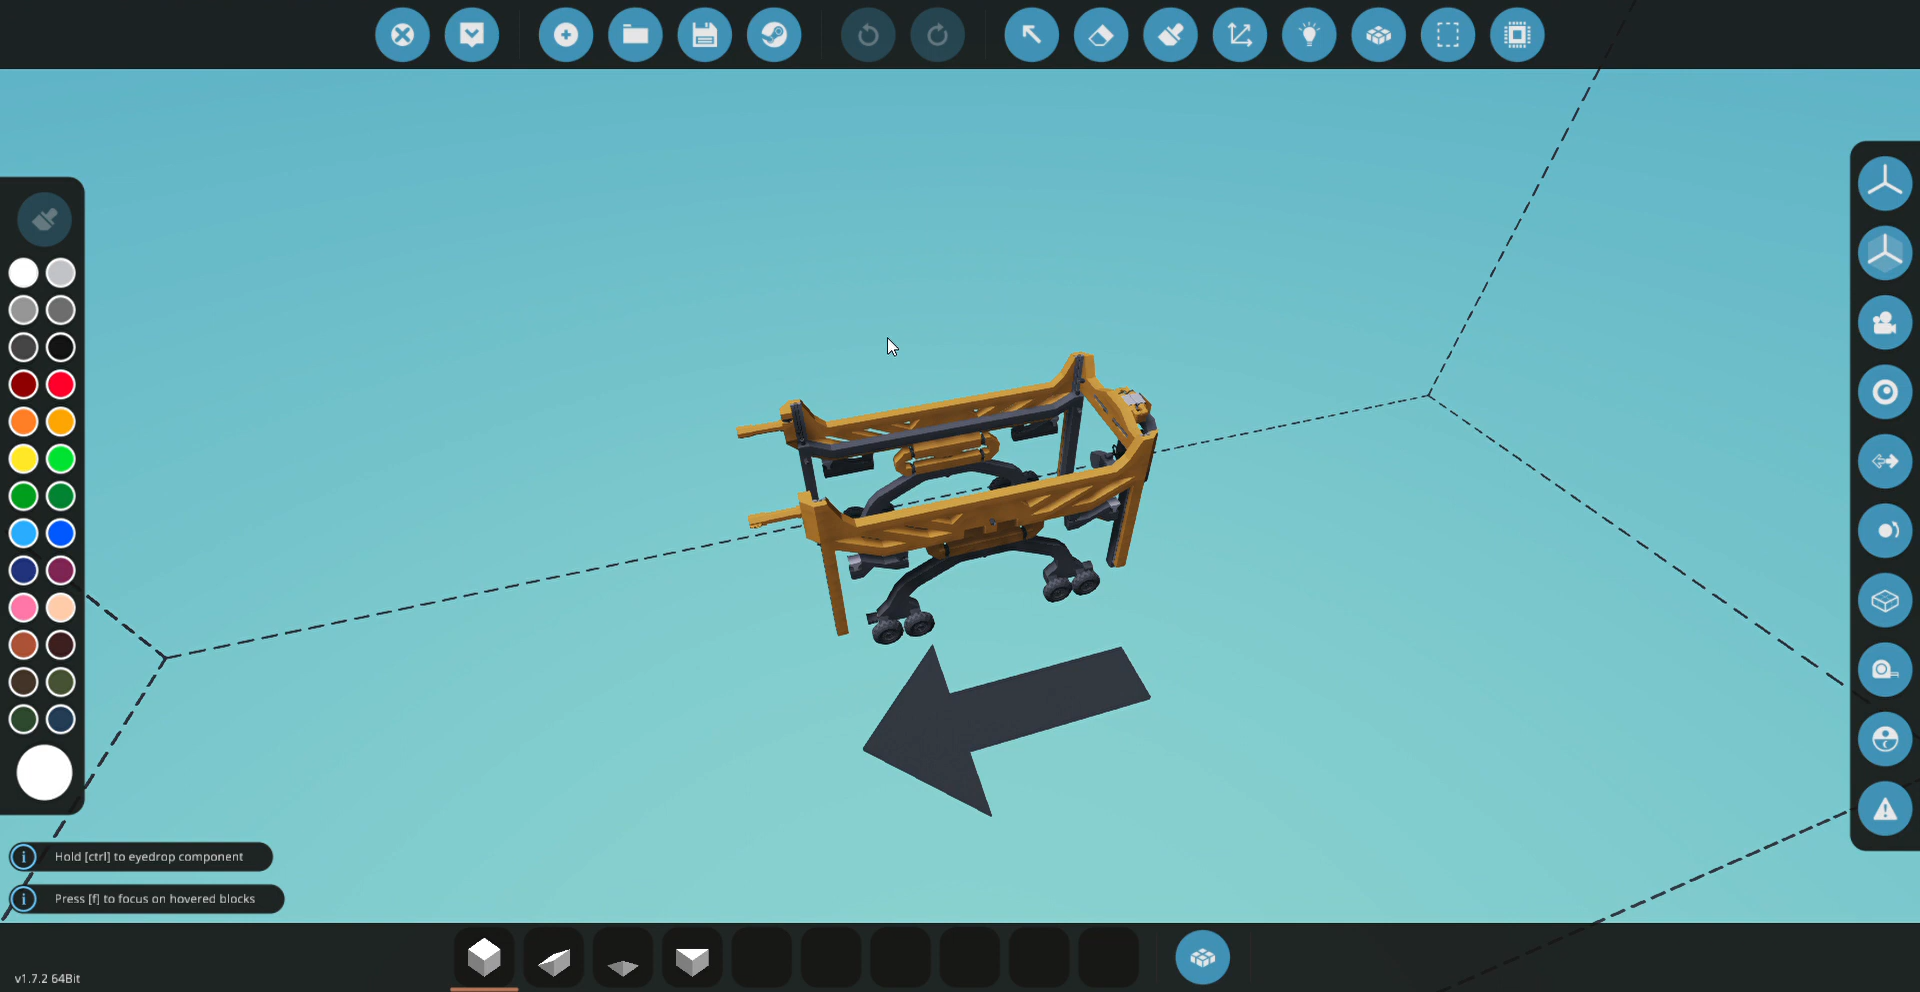 Hold [ctrl] to eyedrop component
Press [f] to focus on hovered blocks
v1.7.2 64Bit